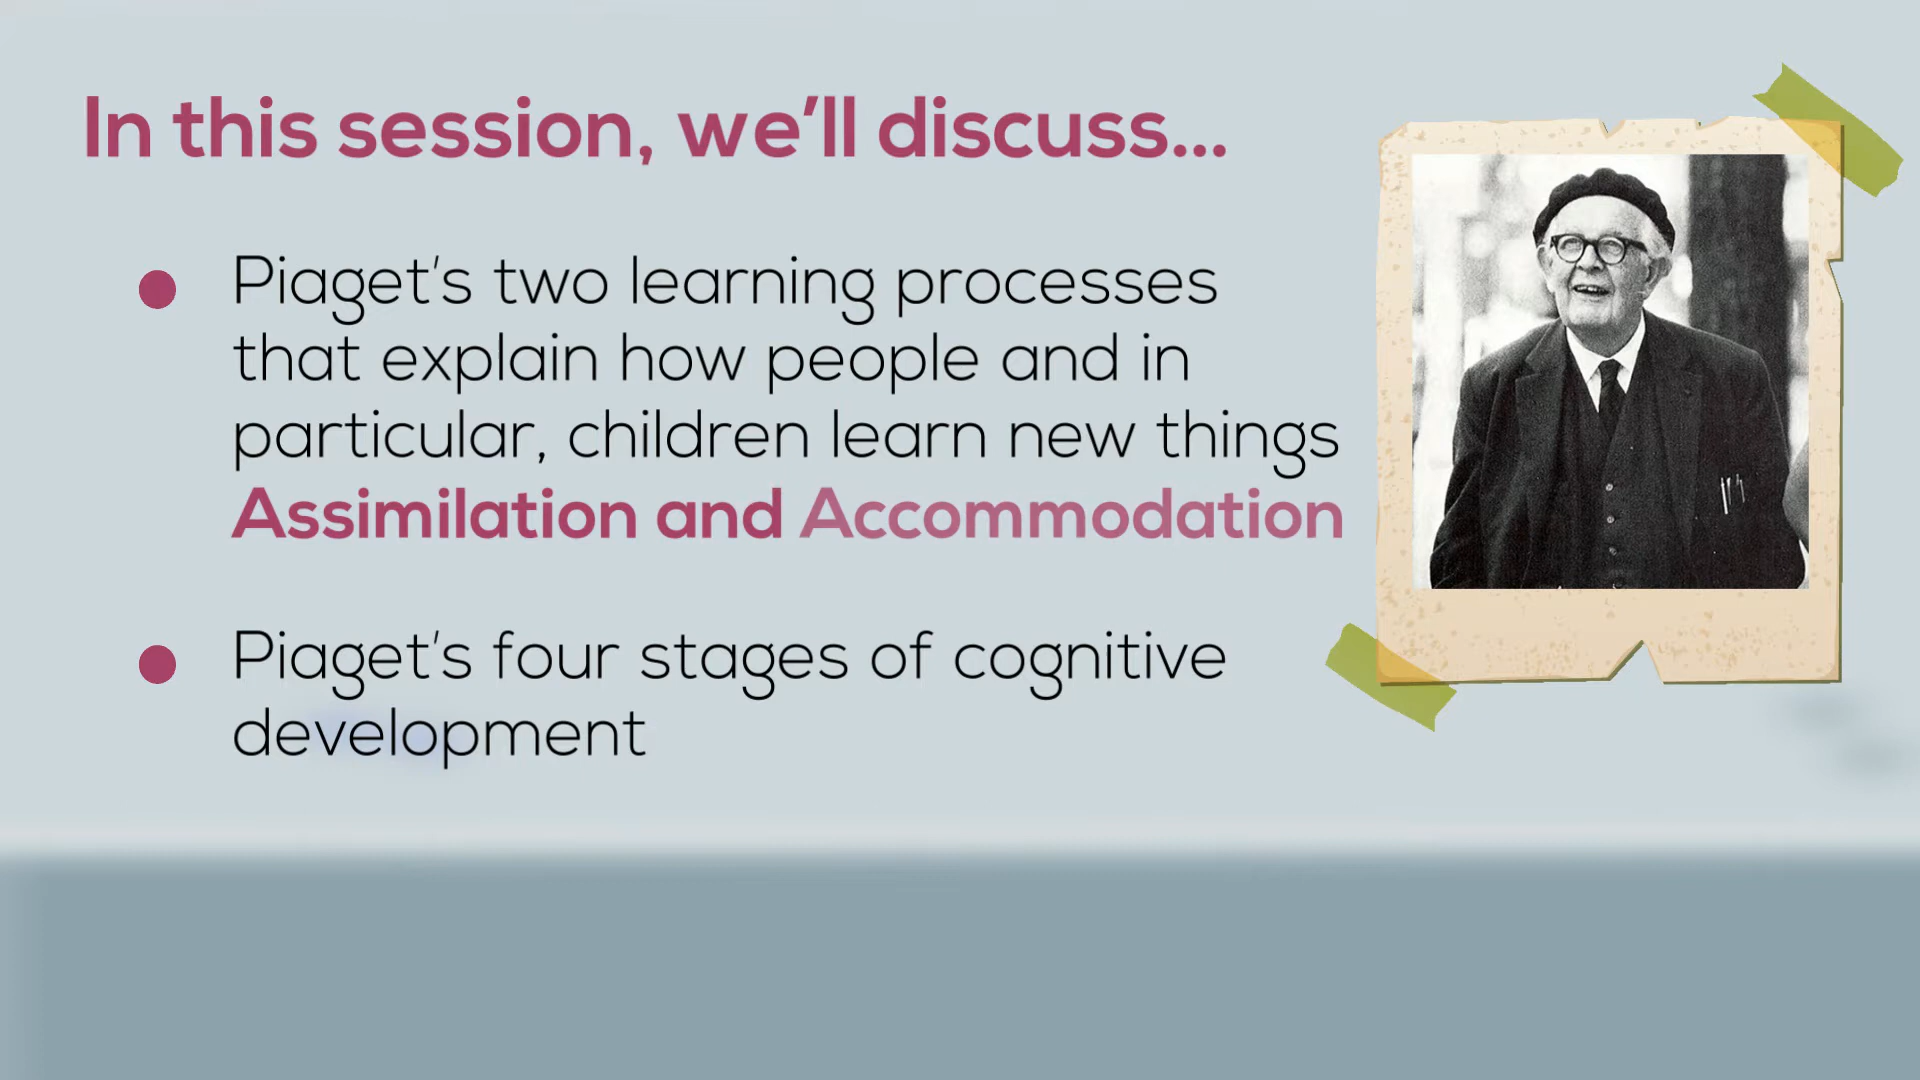 In this session, we'll discuss...
Piaget's two learning processes
that explain how people and in
particular, children learn new things
Assimilation and Accommodation
Piaget's four stages of cognitive
development